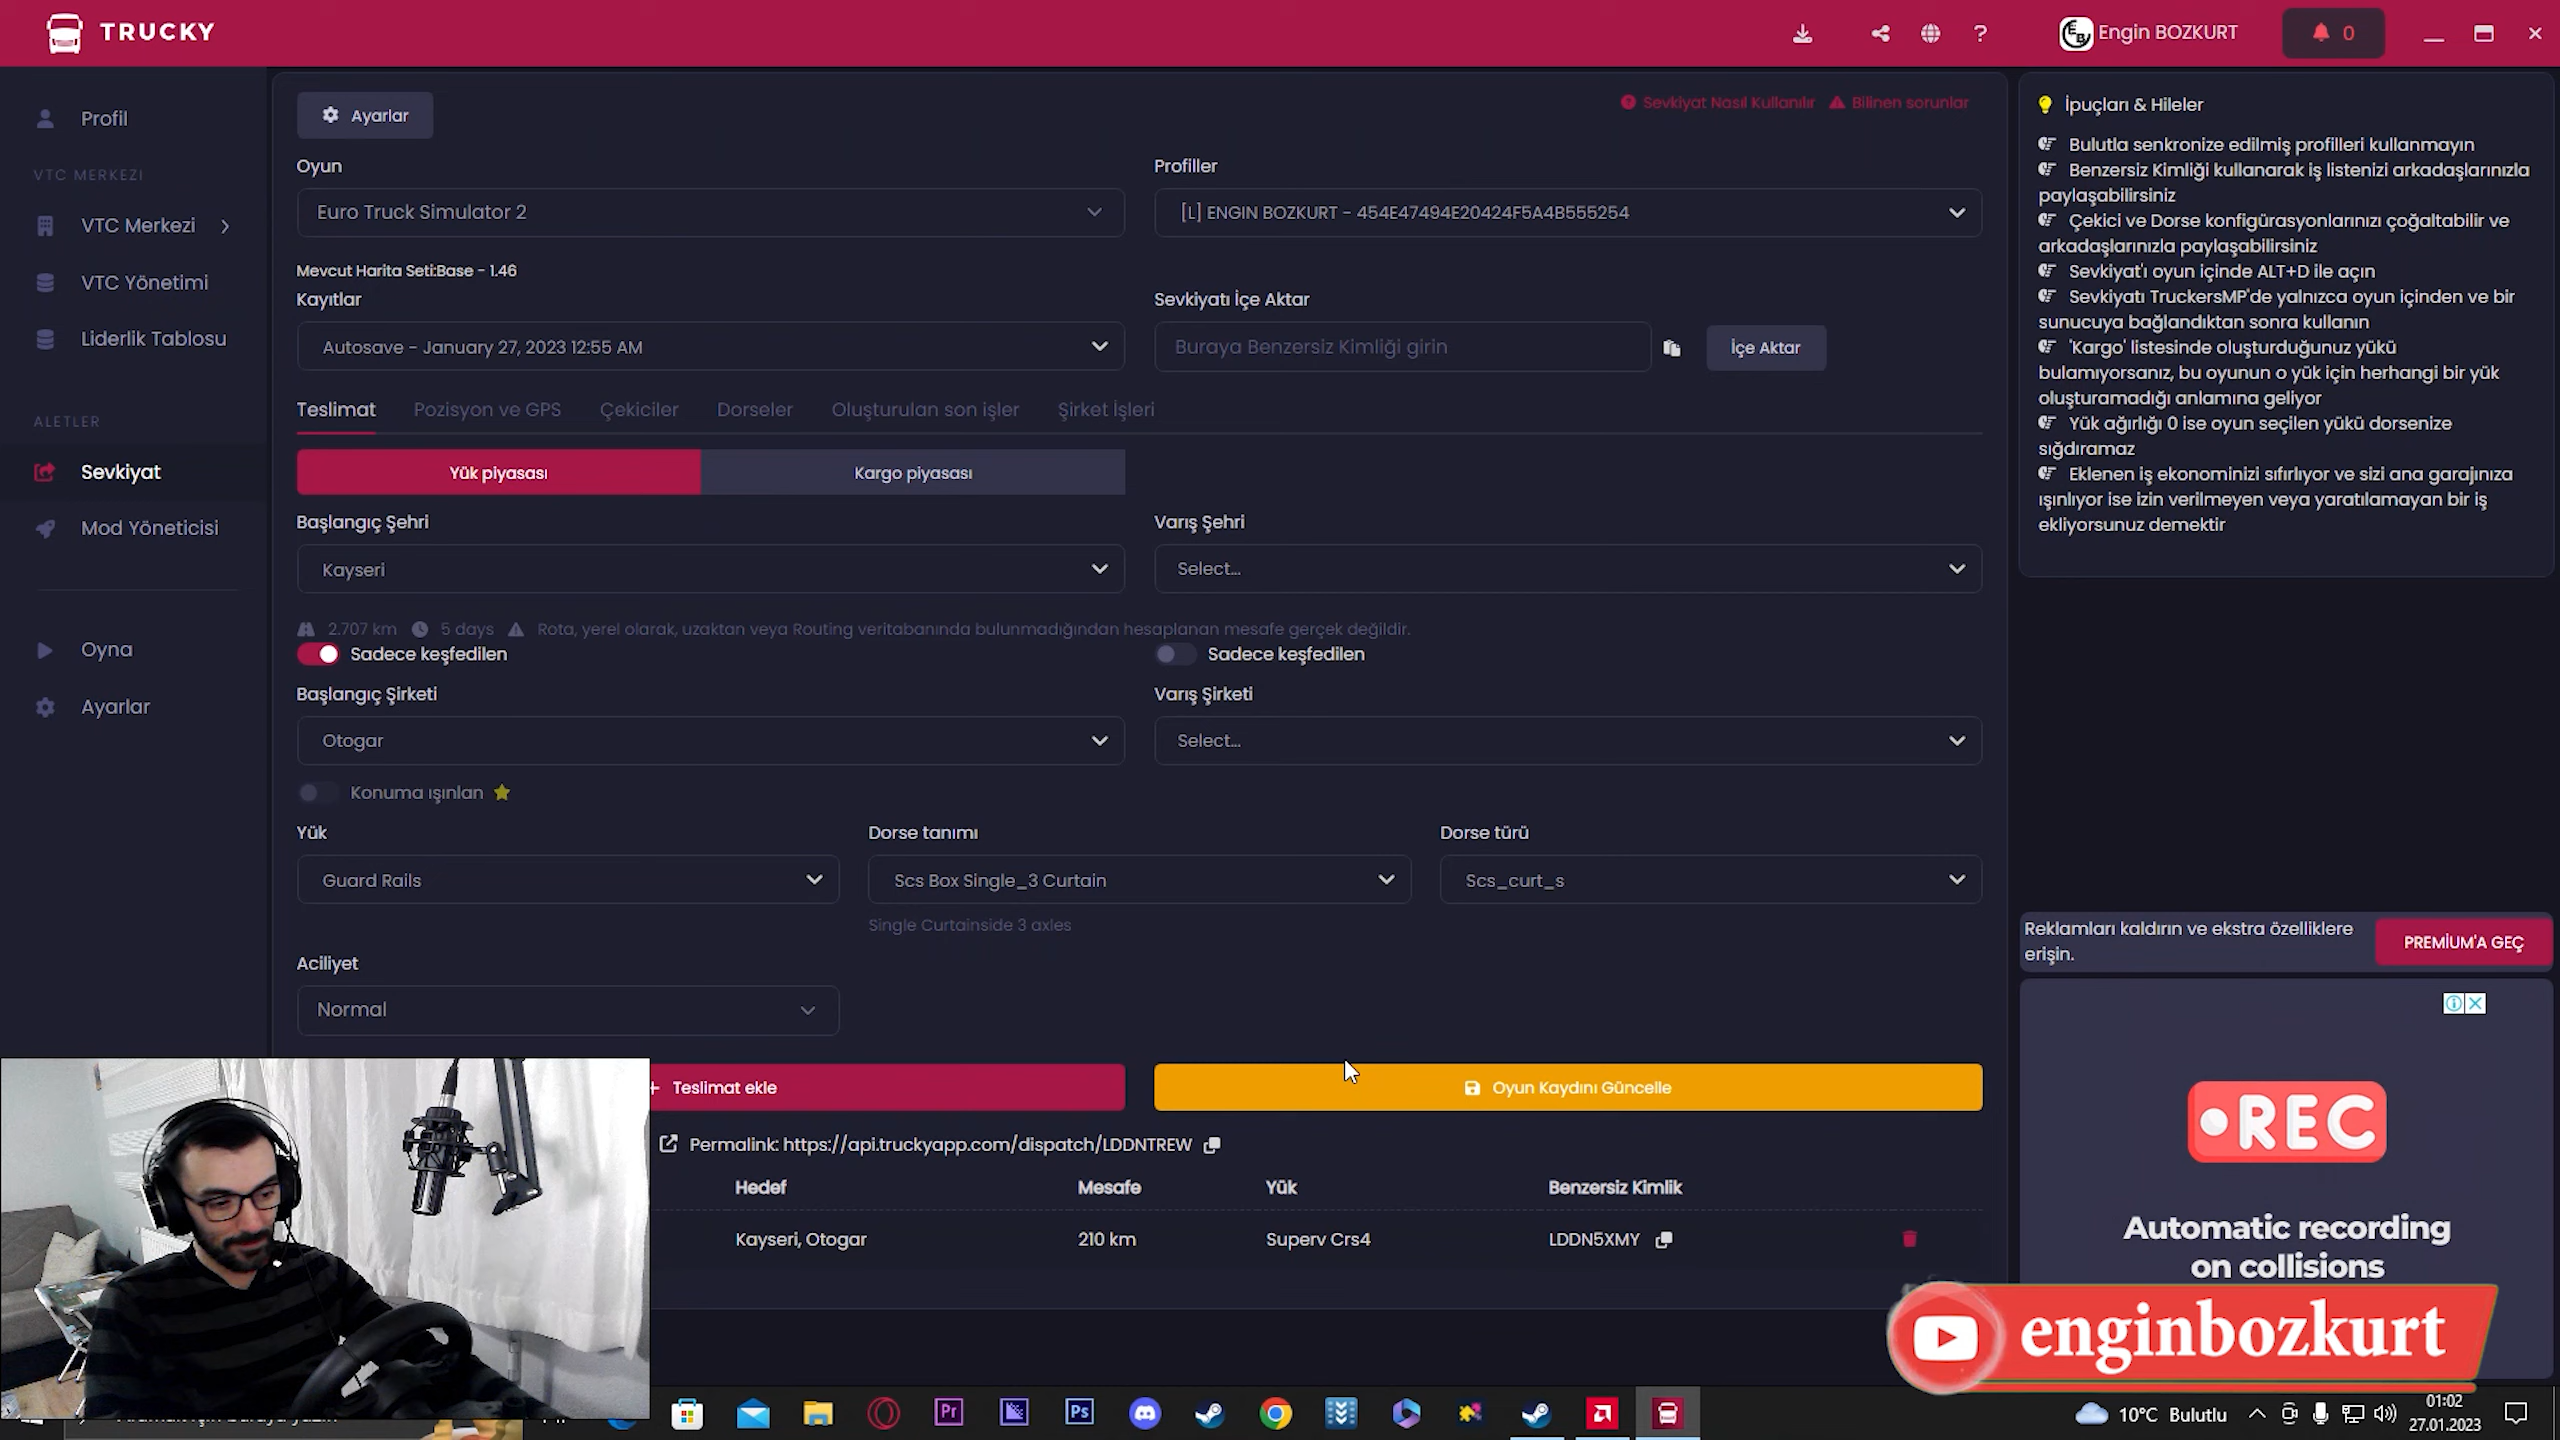 TRUCKY
Engin BOZKURT
0
Profil
VTC MERKEZI
VTC Merkezi
VTC Yönetimi
Liderlik Tablosu
ALETLER
Sevkiyat
Mod Yöneticisi
Oyna
Ayarlar
Ayarlar
Sevkiyat Nasıl Kullanılır
Bilinen sorunlar
Oyun
Profiller
Euro Truck Simulator 2
[L] ENGIN BOZKURT - 454E47494E20424F5A4B555254
Mevcut Harita Seti:Base - 1.46
Kayıtlar
Sevkiyatı İçe Aktar
Autosave - January 27, 2023 12:55 AM
Buraya Benzersiz Kimliği girin
İçe Aktar
Teslimat
Pozisyon ve GPS
Çekiciler
Dorseler
Oluşturulan son işler
Şirket İşleri
Yük piyasası
Kargo piyasası
Başlangıç Şehri
Varış Şehri
Kayseri
Select...
2.707 km
5 days
Rota, yerel olarak, uzaktan veya Routing veritabanında bulunmadığından hesaplanan mesafe gerçek değildir.
Sadece keşfedilen
Sadece keşfedilen
Başlangıç Şirketi
Varış Şirketi
Otogar
Select...
Konuma ışınlan
Yük
Dorse tanımı
Dorse türü
Guard Rails
Scs Box Single_3 Curtain
Scs_curt_s
Single Curtainside 3 axles
Aciliyet
Normal
+ Teslimat ekle
Oyun Kaydını Güncelle
Permalink: https://api.truckyapp.com/dispatch/LDDNTREW
Hedef
Mesafe
Yük
Benzersiz Kimlik
Kayseri, Otogar
210 km
Superv Crs4
LDDN5XMY
İpuçları & Hileler
Bulutla senkronize edilmiş profilleri kullanmayın
Benzersiz Kimliği kullanarak iş listenizi arkadaşlarınızla
paylaşabilirsiniz
Çekici ve Dorse konfigürasyonlarınızı çoğaltabilir ve
arkadaşlarınızla paylaşabilirsiniz
Sevkiyat'ı oyun içinde ALT+D ile açın
Sevkiyatı TruckersMP'de yalnızca oyun içinden ve bir
sunucuya bağlandıktan sonra kullanın
'Kargo' listesinde oluşturduğunuz yükü
bulamıyorsanız, bu oyunun o yük için herhangi bir yük
oluşturamadığı anlamına geliyor
Yük ağırlığı 0 ise oyun seçilen yükü dorsenize
sığdıramaz
Eklenen iş ekonominizi sıfırlıyor ve sizi ana garajınıza
ışınlıyor ise izin verilmeyen veya yaratılamayan bir iş
ekliyorsunuz demektir
Reklamları kaldırın ve ekstra özelliklere
erişin.
PREMİUM'A GEÇ
REC
Automatic recording
on collisions
enginbozkurt
Pr
Ps
10°C Bulutlu
01:02
27.01.2023